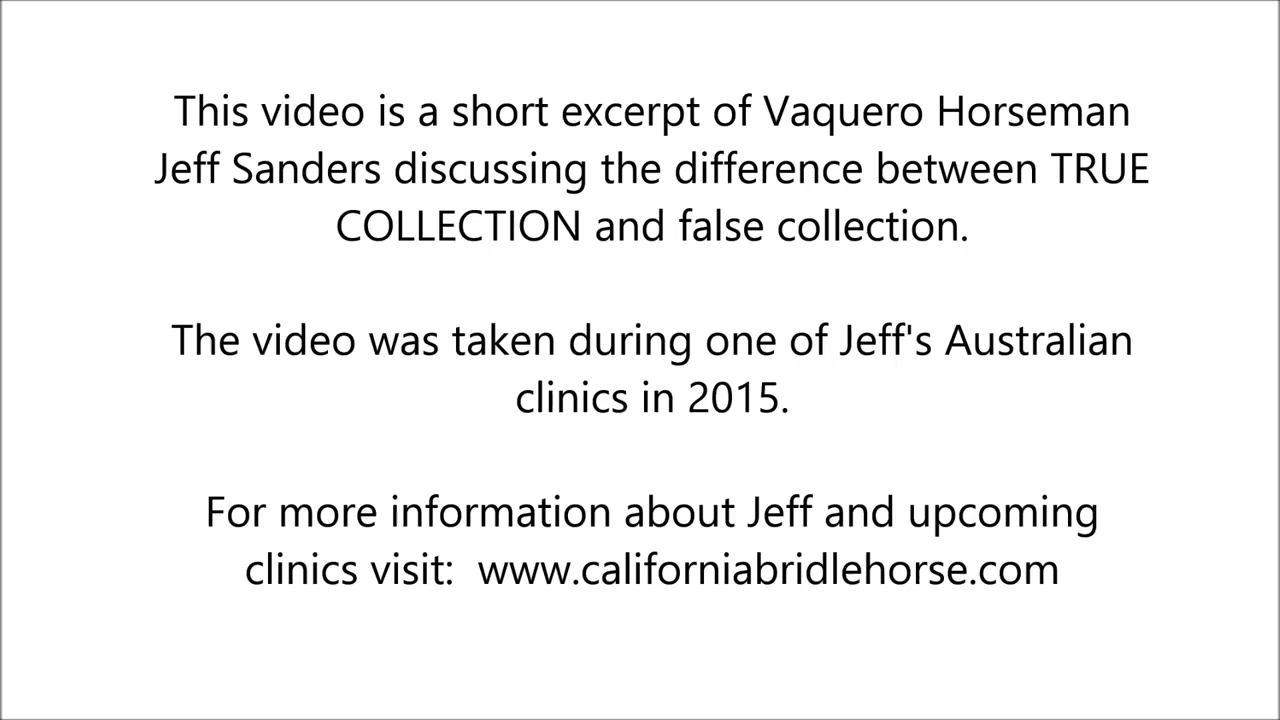 This video is a short excerpt of Vaquero Horseman
Jeff Sanders discussing the difference between TRUE
COLLECTION and false collection.
The video was taken during one of Jeff's Australian
clinics in 2015.
For more information about Jeff and upcoming
clinics visit:  www.californiabridlehorse.com